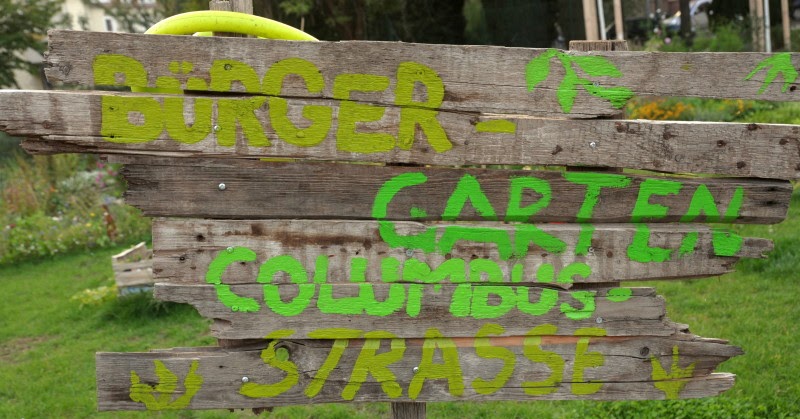 BÜRGER-
GARTEN
COLUMBUS-
STRASSE